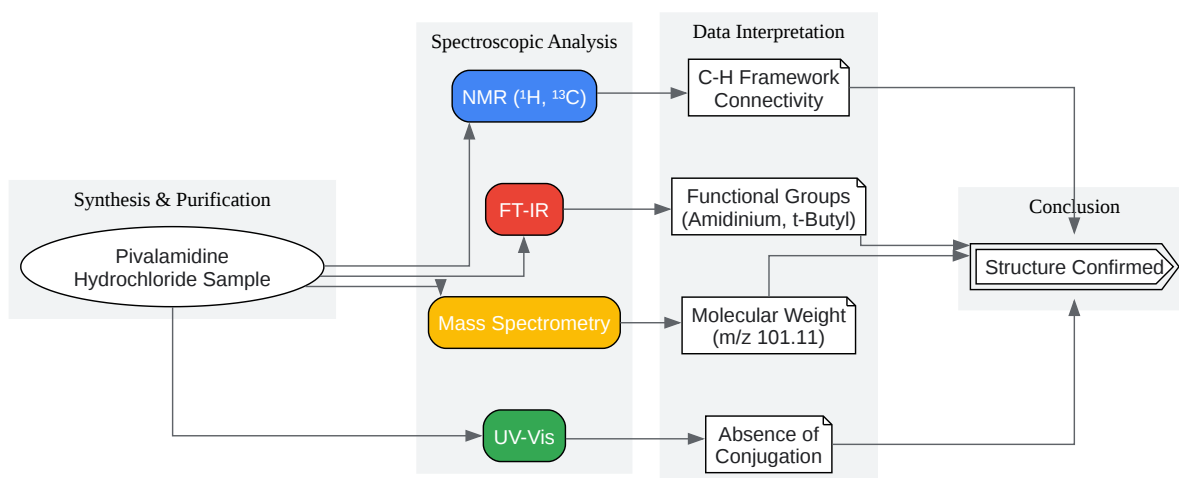 Synthesis & Purification
Pivalamidine
Hydrochloride Sample
Spectroscopic Analysis
NMR (¹H, ¹³C)
FT-IR
Mass Spectrometry
UV-Vis
Data Interpretation
C-H Framework
Connectivity
Functional Groups
(Amidinium, t-Butyl)
Molecular Weight
(m/z 101.11)
Absence of
Conjugation
Conclusion
Structure Confirmed